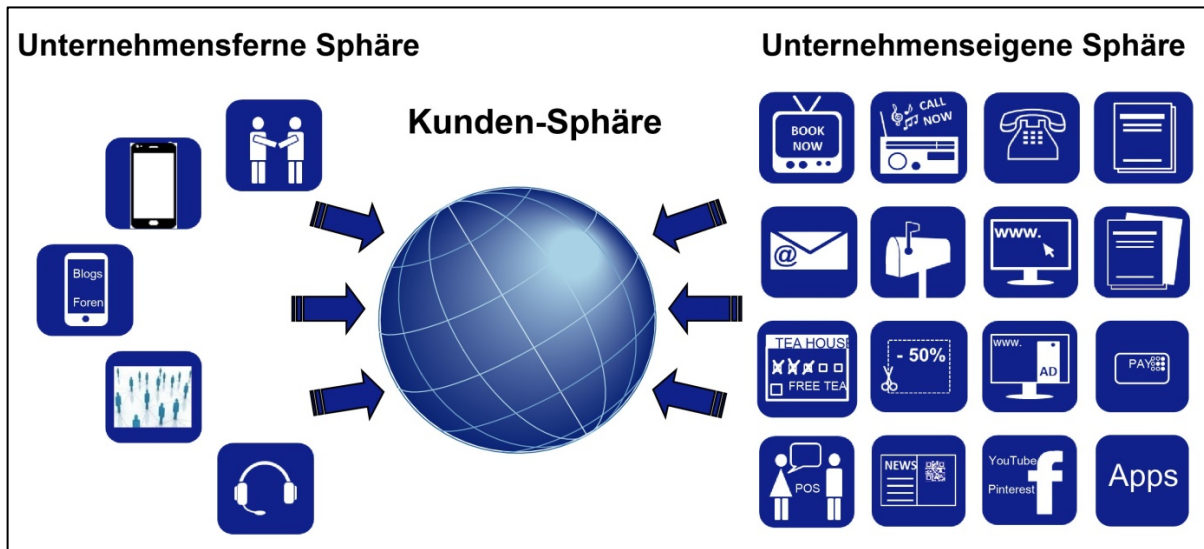 Unternehmensferne Sphäre
Unternehmenseigene Sphäre
Kunden-Sphäre
Blogs
Foren
BOOK
NOW
CALL
NOW
@
www.
TEA HOUSE
FREE TEA
- 50%
www.
AD
PAY
POS
NEWS
YouTube
Pinterest
f
Apps